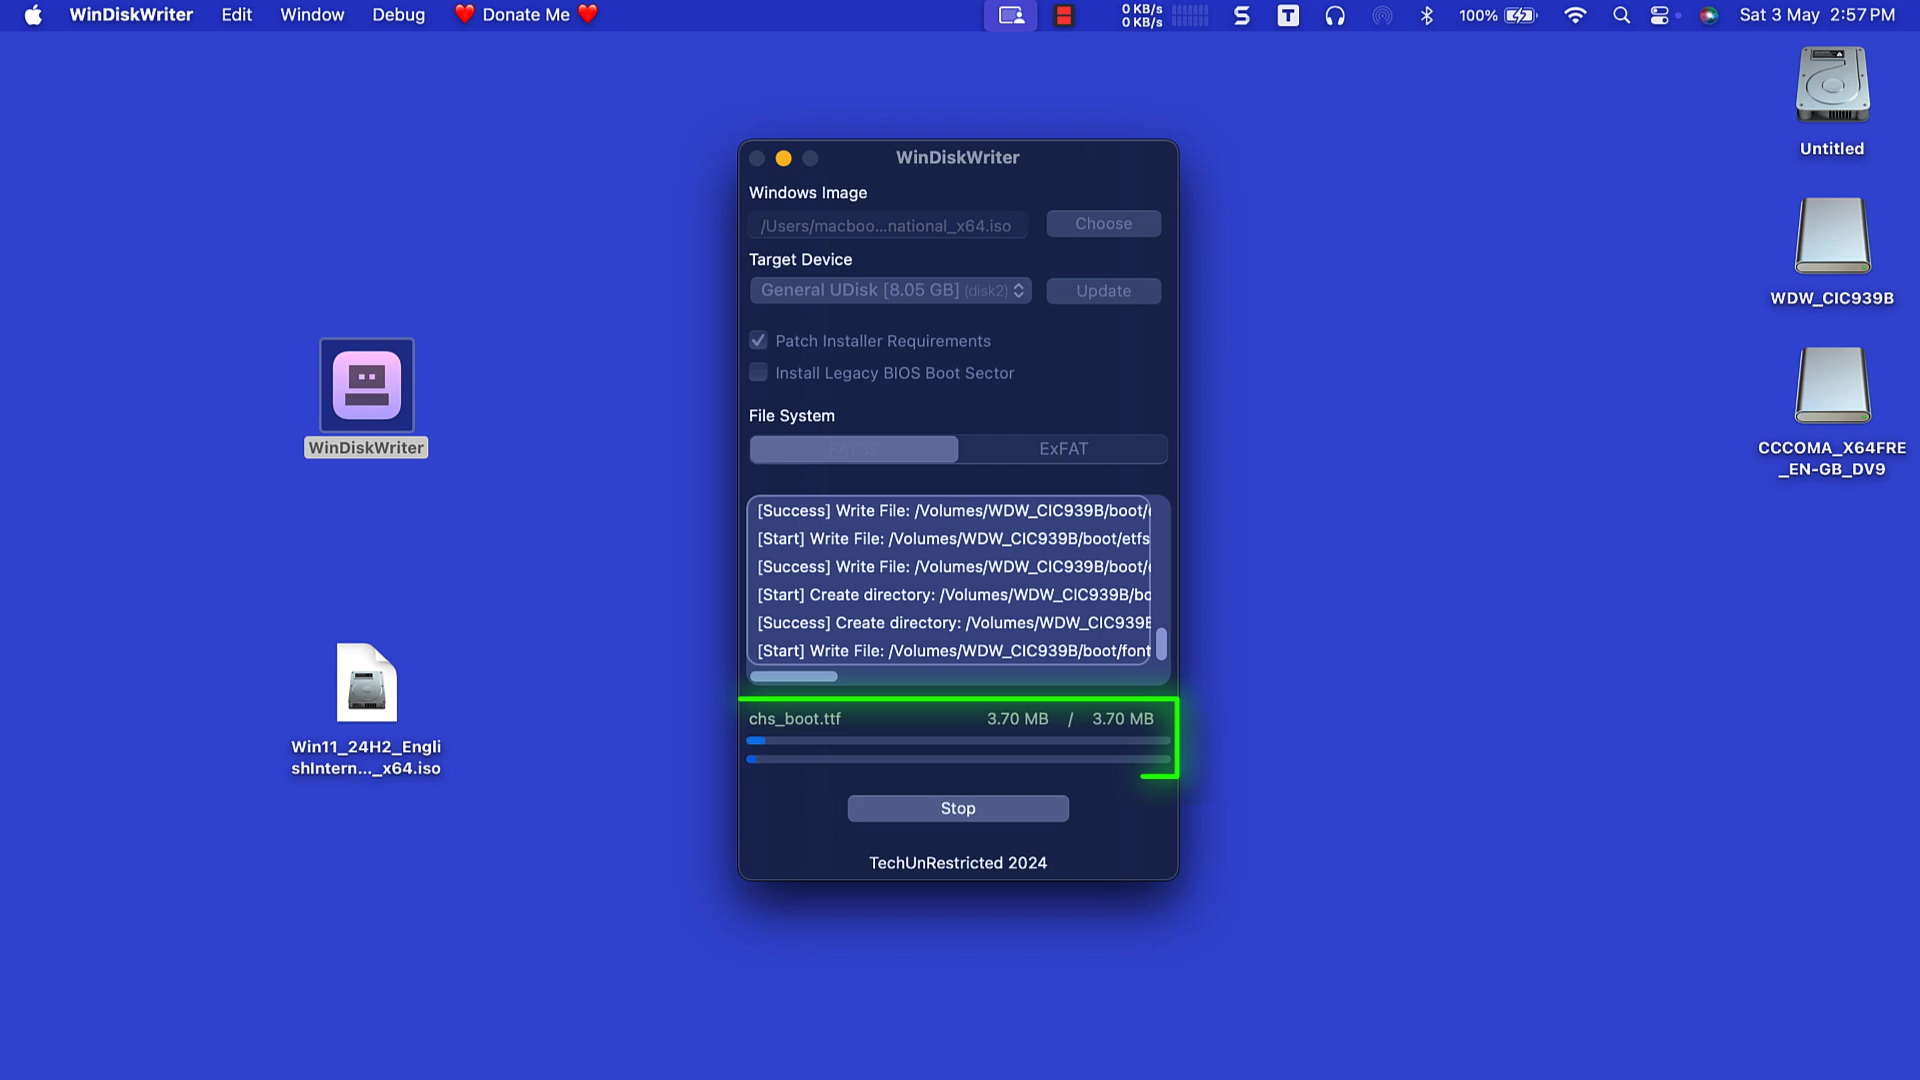 WinDiskWriter Edit Window Debug ❤️ Donate Me ❤️ 0 KB/s 0 KB/s S T 100% Sat 3 May 2:57 PM
Untitled
WDW_CIC939B
CCCOMA_X64FRE
_EN-GB_DV9
WinDiskWriter
Win11_24H2_Engli
shIntern..._x64.iso
WinDiskWriter
Windows Image
/Users/macboo...national_x64.iso Choose
Target Device
General UDisk [8.05 GB] (disk2) Update
Patch Installer Requirements
Install Legacy BIOS Boot Sector
File System
FAT32 ExFAT
[Success] Write File: /Volumes/WDW_CIC939B/boot/
[Start] Write File: /Volumes/WDW_CIC939B/boot/etfs
[Success] Write File: /Volumes/WDW_CIC939B/boot/
[Start] Create directory: /Volumes/WDW_CIC939B/bo
[Success] Create directory: /Volumes/WDW_CIC939B
[Start] Write File: /Volumes/WDW_CIC939B/boot/font
chs_boot.ttf 3.70 MB / 3.70 MB
Stop
TechUnRestricted 2024